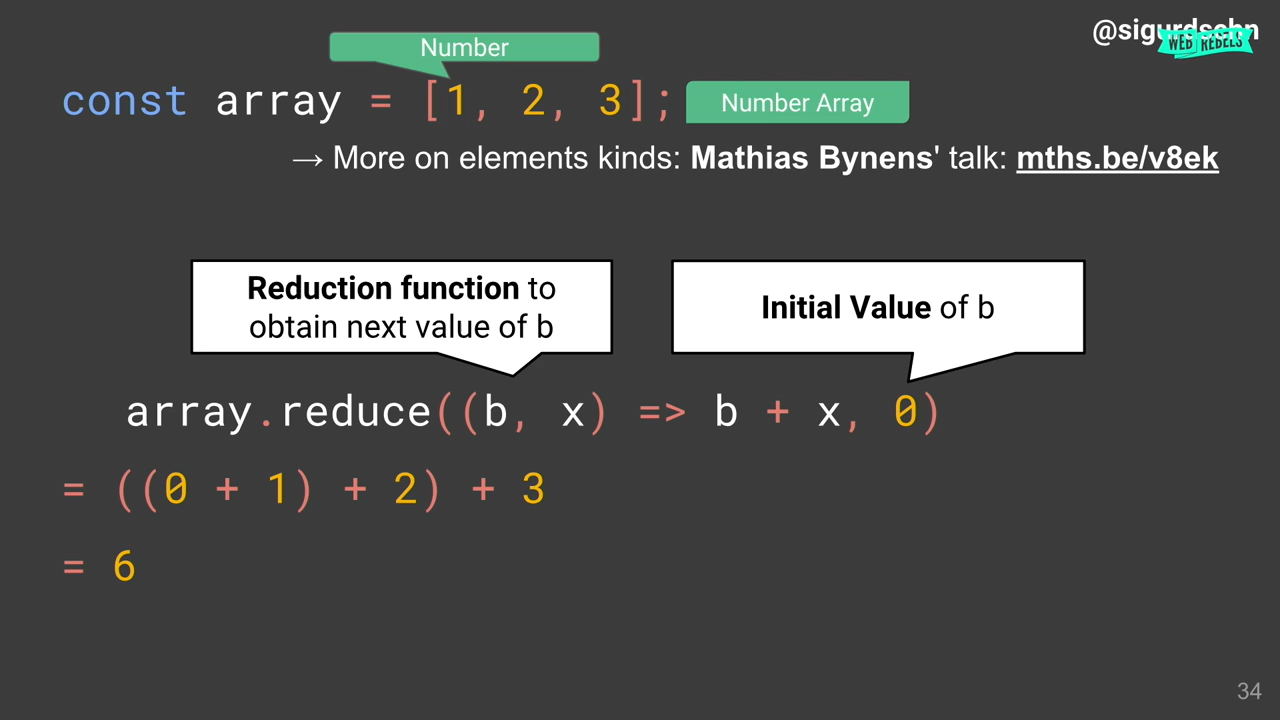 @sigurdschn
WEB REBELS
Number
const array = [1, 2, 3];
Number Array
→ More on elements kinds: Mathias Bynens' talk: mths.be/v8ek
Reduction function to
obtain next value of b
Initial Value of b
array.reduce((b, x) => b + x, 0)
= ((0 + 1) + 2) + 3
= 6
34